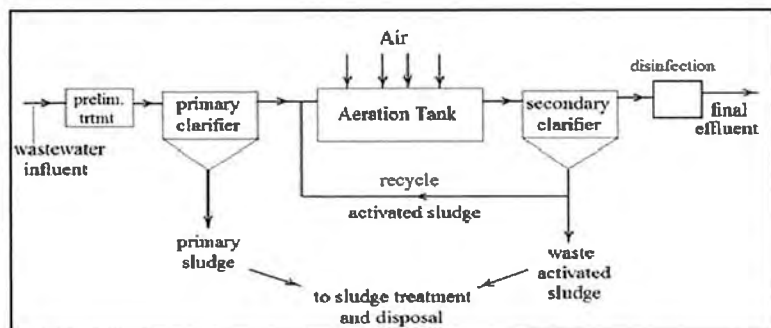 Air
disinfection
prelim.
trtmt
primary
clarifier
Aeration Tank
secondary
clarifier
final
effluent
wastewater
influent
recycle
activated sludge
primary
sludge
waste
activated
sludge
to sludge treatment
and disposal